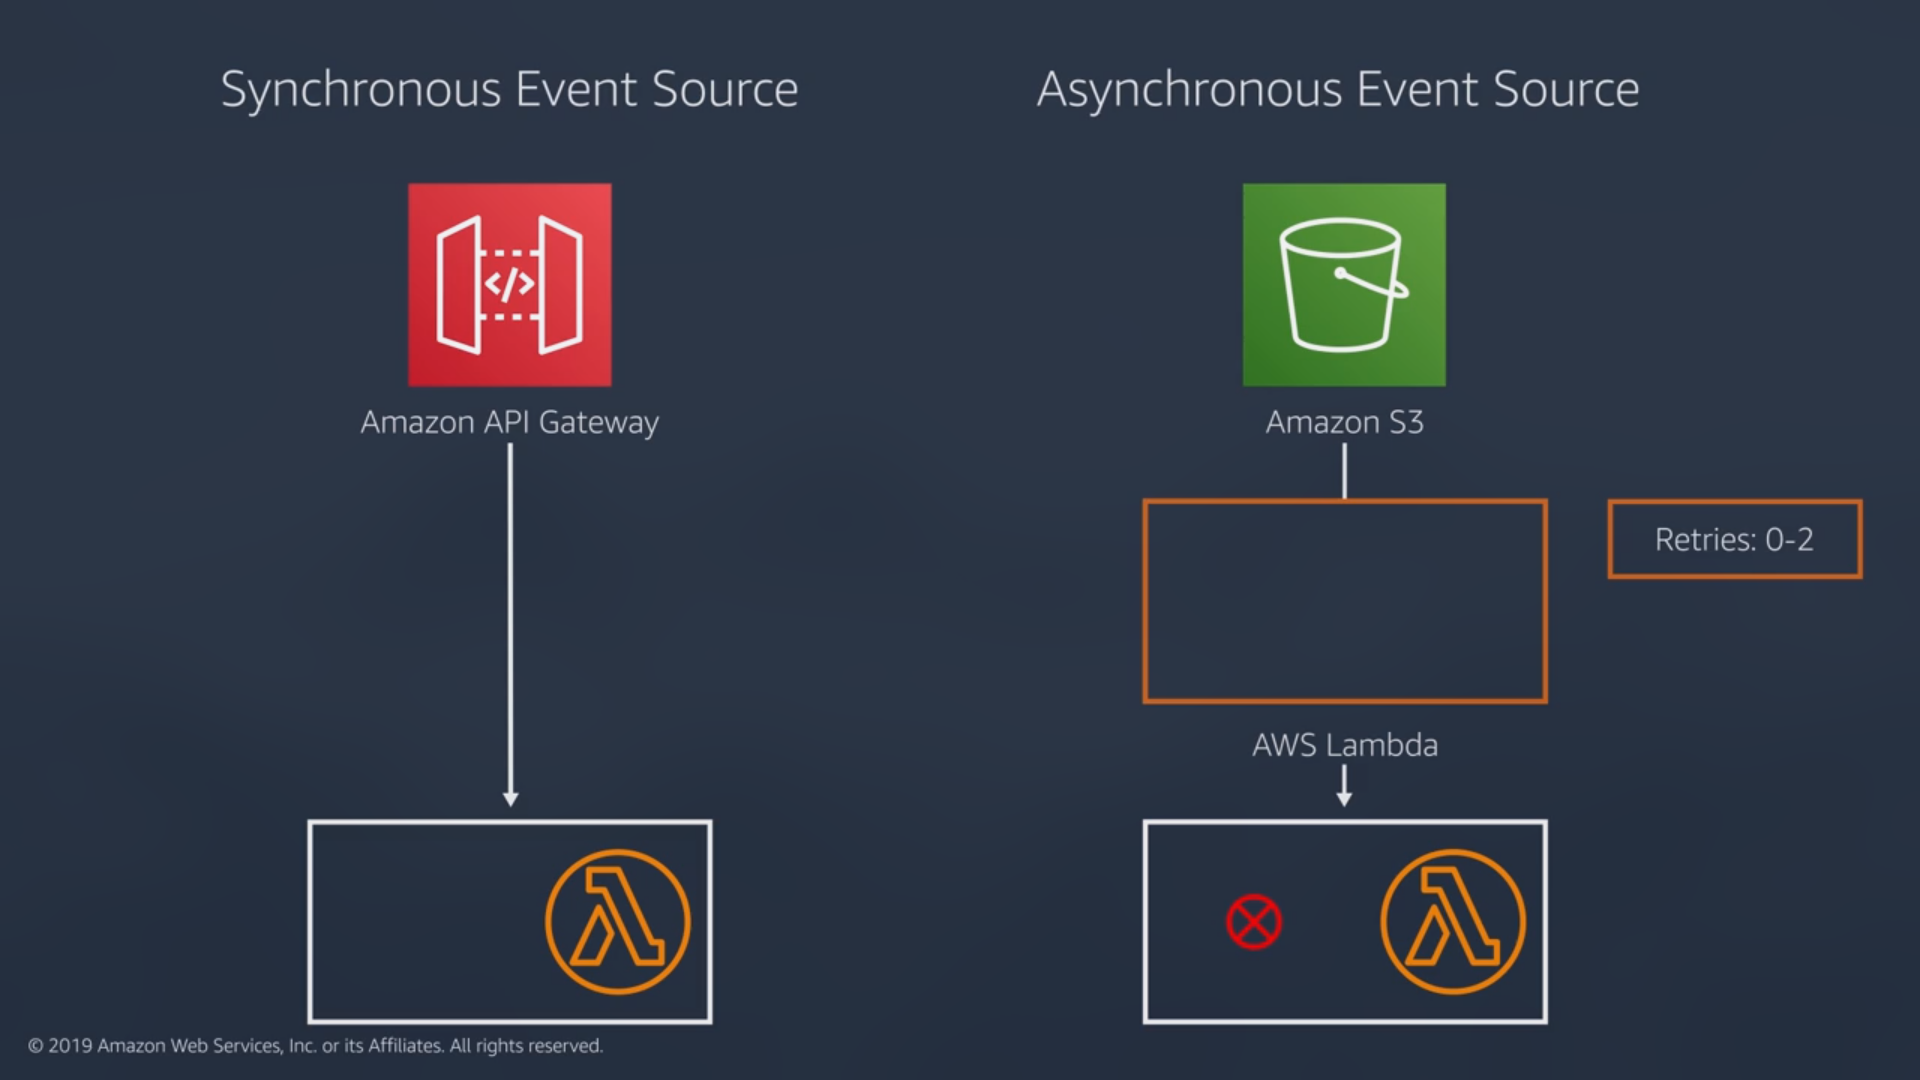 Synchronous Event Source
Asynchronous Event Source
</>
Amazon API Gateway
Amazon S3
Retries: 0-2
AWS Lambda
© 2019 Amazon Web Services, Inc. or its Affiliates. All rights reserved.